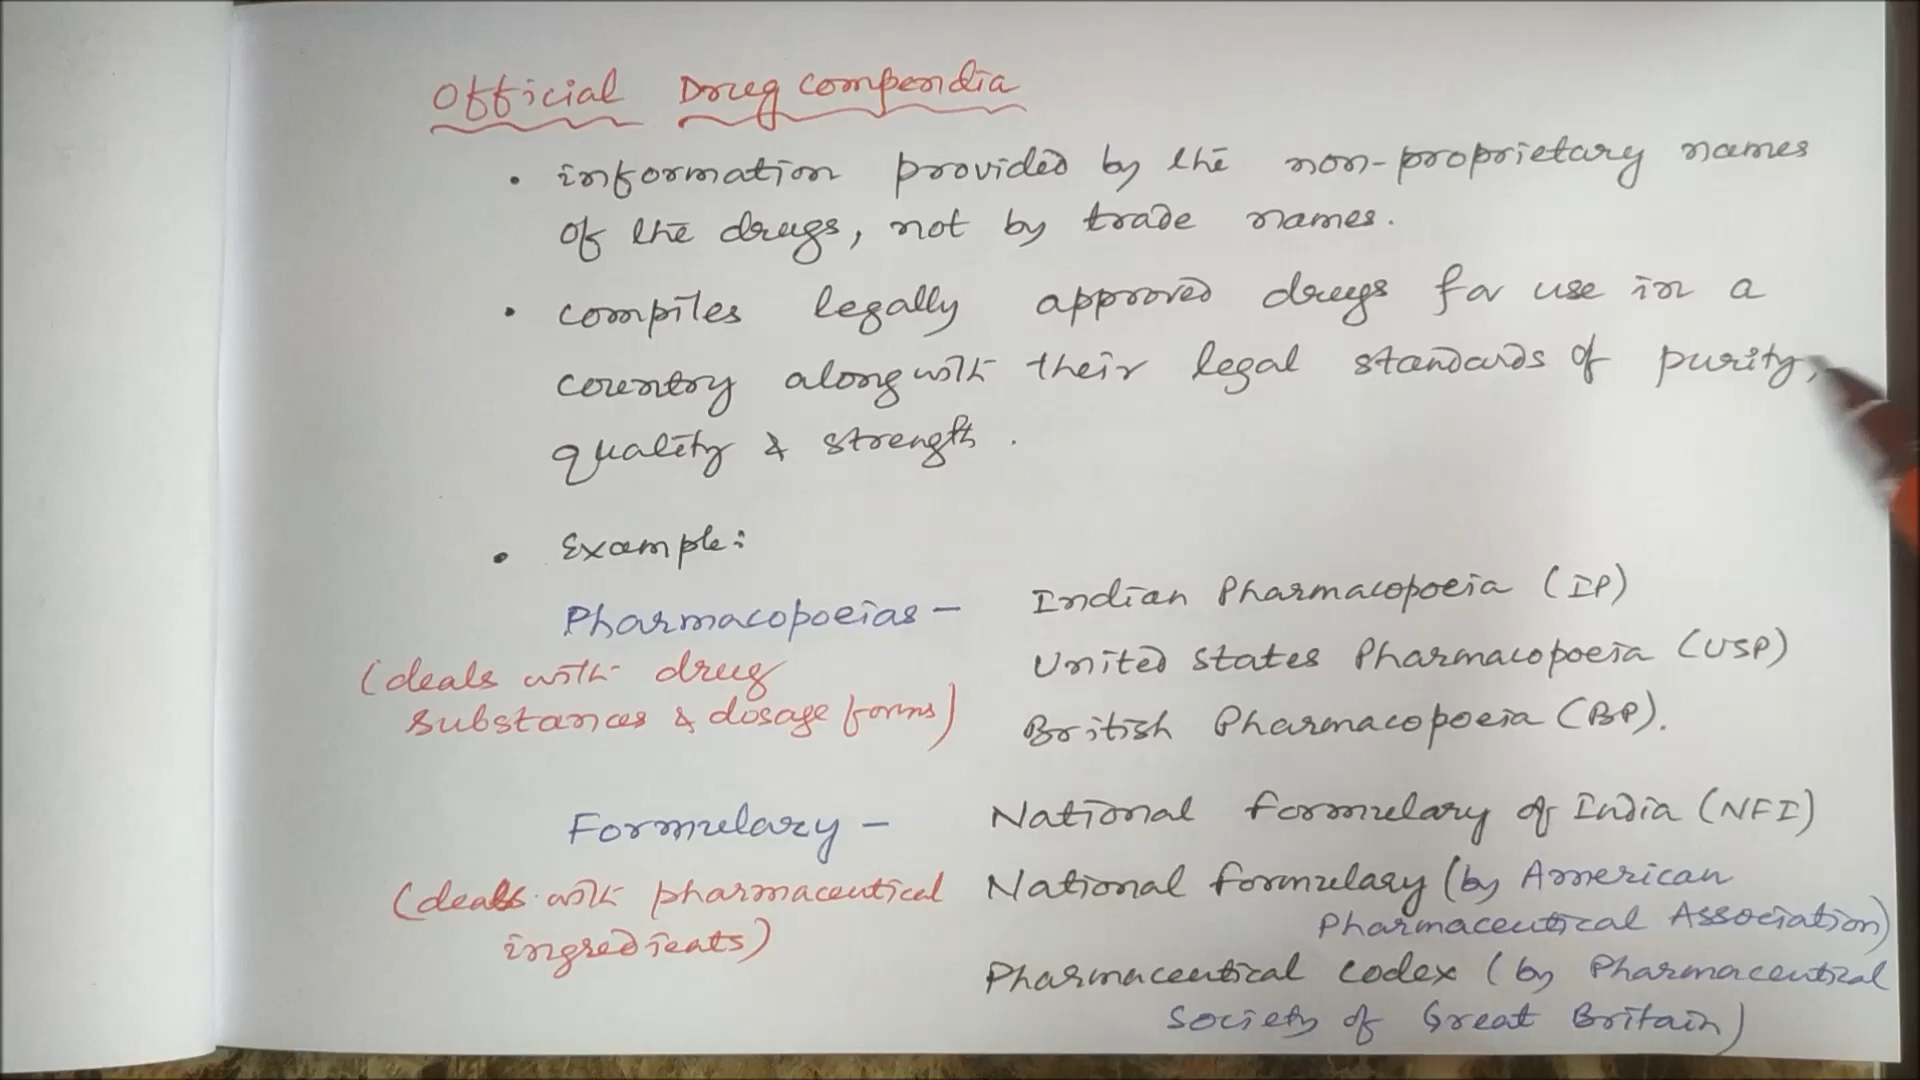 Official Drug Compendia
• information provided by the non-proprietary names
of the drugs, not by trade names.
• compiles legally approved drugs for use in a
country along with their legal standards of purity,
quality & strength.
• Example:
Pharmacopoeias - Indian Pharmacopoeia (IP)
(deals with drug United States Pharmacopoeia (USP)
substances & dosage forms) British Pharmacopoeia (BP).
Formulary - National Formulary of India (NFI)
(deals with pharmaceutical National formulary (by American
ingredients) Pharmaceutical Association)
Pharmaceutical Codex (by Pharmaceutical
Society of Great Britain)